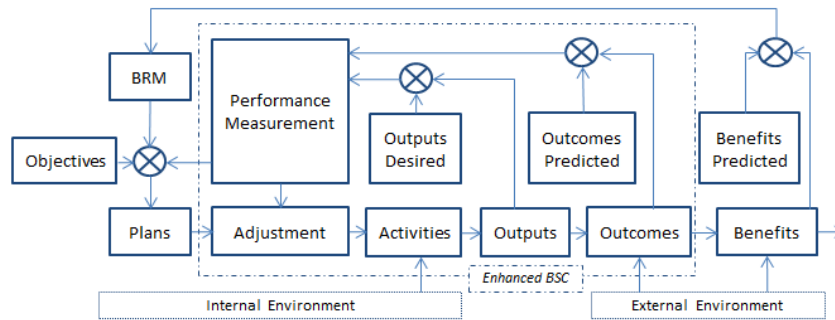 BRM
Performance
Measurement
Outputs
Desired
Outcomes
Predicted
Benefits
Predicted
Objectives
Plans
Adjustment
Activities
Outputs
Outcomes
Benefits
Enhanced BSC
Internal Environment
External Environment